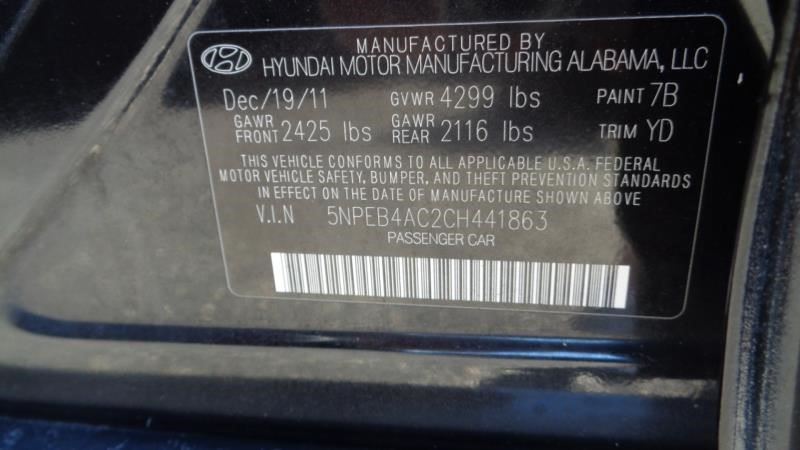 MANUFACTURED BY
HYUNDAI MOTOR MANUFACTURING ALABAMA, LLC
Dec/19/11 GVWR 4299 lbs PAINT 7B
GAWR FRONT 2425 lbs GAWR REAR 2116 lbs TRIM YD
THIS VEHICLE CONFORMS TO ALL APPLICABLE U.S.A. FEDERAL
MOTOR VEHICLE SAFETY, BUMPER, AND THEFT PREVENTION STANDARDS
IN EFFECT ON THE DATE OF MANUFACTURE SHOWN ABOVE
V.I.N 5NPEB4AC2CH441863
PASSENGER CAR